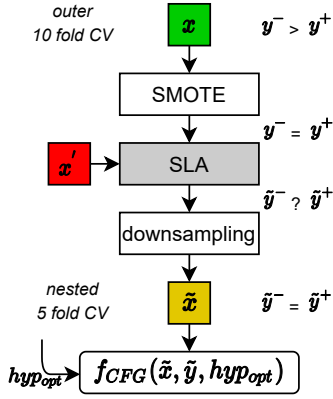 outer
10 fold CV
x
y⁻ > y⁺
SMOTE
y⁻ = y⁺
x′
SLA
ỹ⁻ ? ỹ⁺
downsampling
nested
5 fold CV
x̃
ỹ⁻ = ỹ⁺
hyp_opt
f_CFG(x̃, ỹ, hyp_opt)